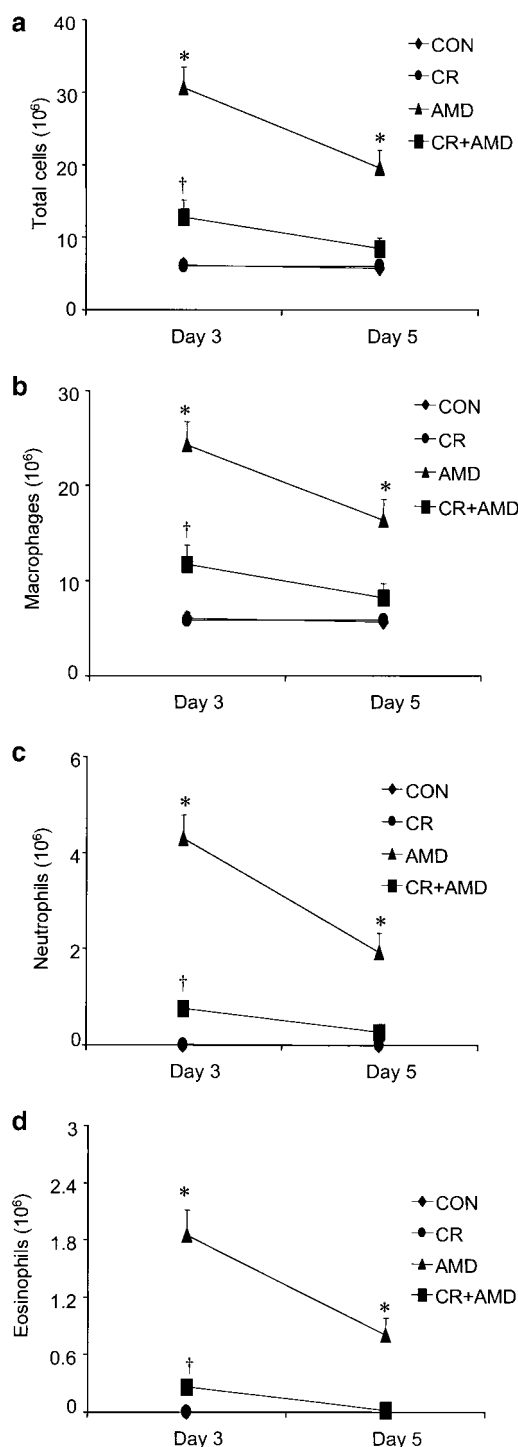 a
Total cells (10⁶)
40
30
20
10
0
*
*
†
CON
CR
AMD
CR+AMD
Day 3
Day 5
b
Macrophages (10⁶)
30
20
10
0
*
*
†
CON
CR
AMD
CR+AMD
Day 3
Day 5
c
Neutrophils (10⁶)
6
4
2
0
*
*
†
CON
CR
AMD
CR+AMD
Day 3
Day 5
d
Eosinophils (10⁶)
3
2.4
1.8
1.2
0.6
0
*
*
†
CON
CR
AMD
CR+AMD
Day 3
Day 5